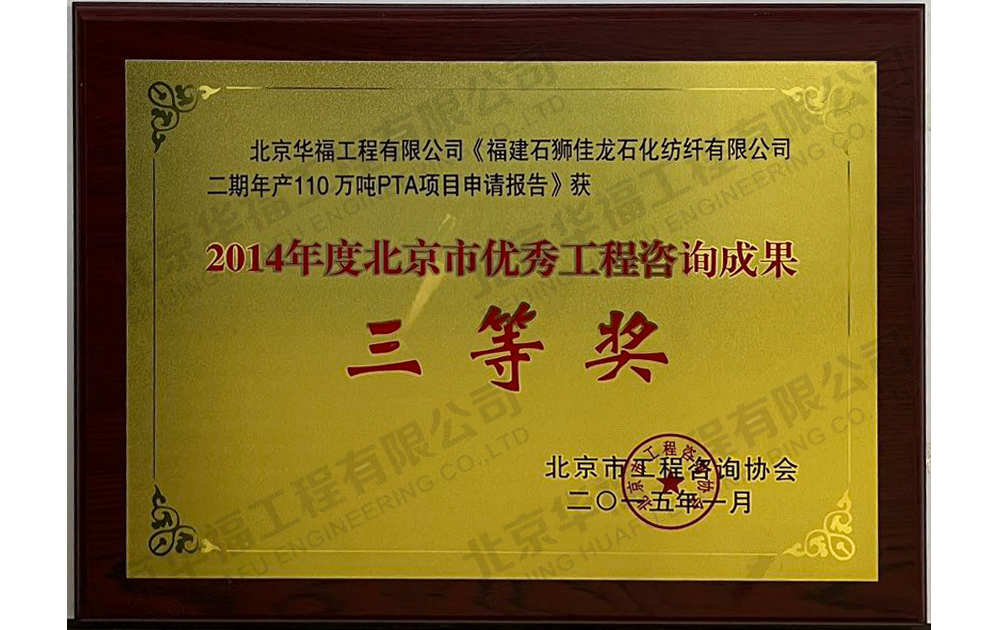 北京华福工程有限公司《福建石狮佳龙石化纺纤有限公司
二期年产110万吨PTA项目申请报告》获
2014年度北京市优秀工程咨询成果
三等奖
北京市工程咨询协会
二〇一五年一月